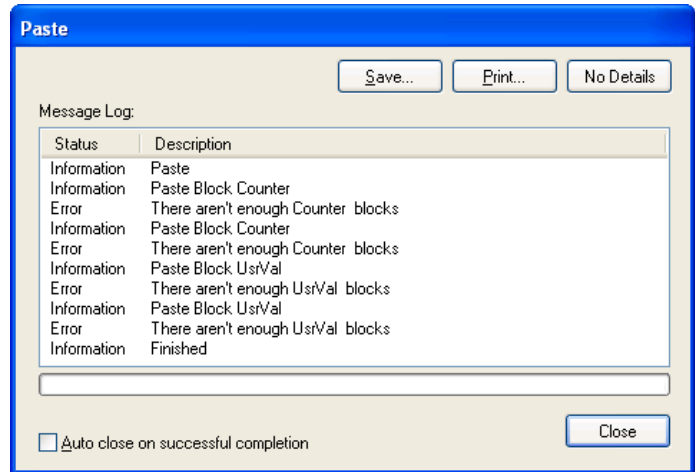 Paste
Save... Print... No Details
Message Log:
Status Description
Information Paste
Information Paste Block Counter
Error There aren't enough Counter blocks
Information Paste Block Counter
Error There aren't enough Counter blocks
Information Paste Block UsrVal
Error There aren't enough UsrVal blocks
Information Paste Block UsrVal
Error There aren't enough UsrVal blocks
Information Finished
Auto close on successful completion
Close